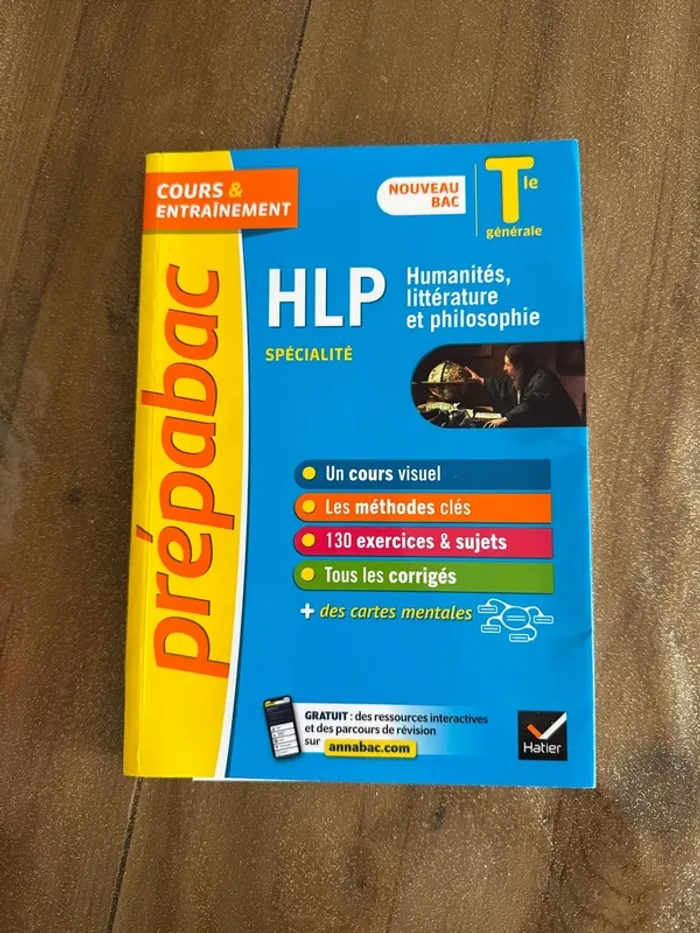 COURS &
ENTRAÎNEMENT
NOUVEAU
BAC
Tle
générale
prépabac
HLP
Humanités,
littérature
et philosophie
SPÉCIALITÉ
Un cours visuel
Les méthodes clés
130 exercices & sujets
Tous les corrigés
+ des cartes mentales
GRATUIT : des ressources interactives
et des parcours de révision
sur annabac.com
Hatier